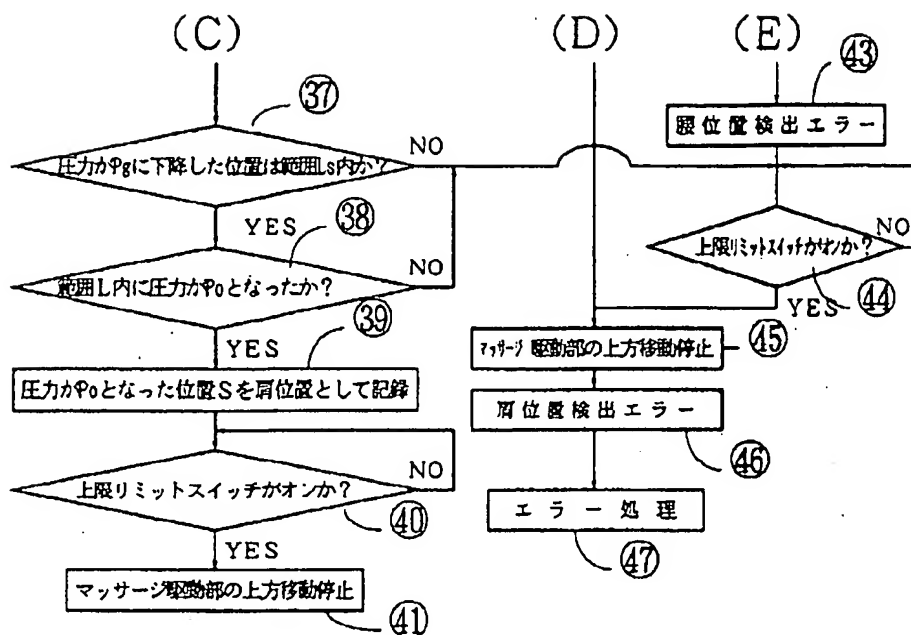 (C)
(D)
(E)
㊲
圧力がPgに下降した位置は範囲Ls内か?
NO
YES
㊳
範囲L内に圧力がPoとなったか?
NO
YES
㊴
圧力がPoとなった位置Sを肩位置として記録
上限リミットスイッチがオンか?
NO
㊵
YES
マッサージ駆動部の上方移動停止
㊶
㊸
腰位置検出エラー
上限リミットスイッチがオンか?
NO
㊹
YES
マッサージ駆動部の上方移動停止
㊺
肩位置検出エラー
㊻
エラー処理
㊼